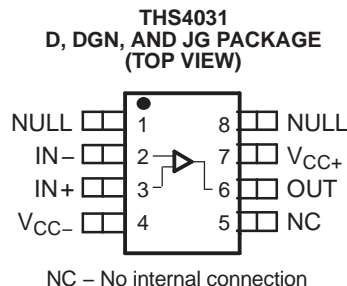 THS4031
D, DGN, AND JG PACKAGE
(TOP VIEW)
NULL 1 8 NULL
IN− 2 7 VCC+
IN+ 3 6 OUT
VCC− 4 5 NC
NC − No internal connection